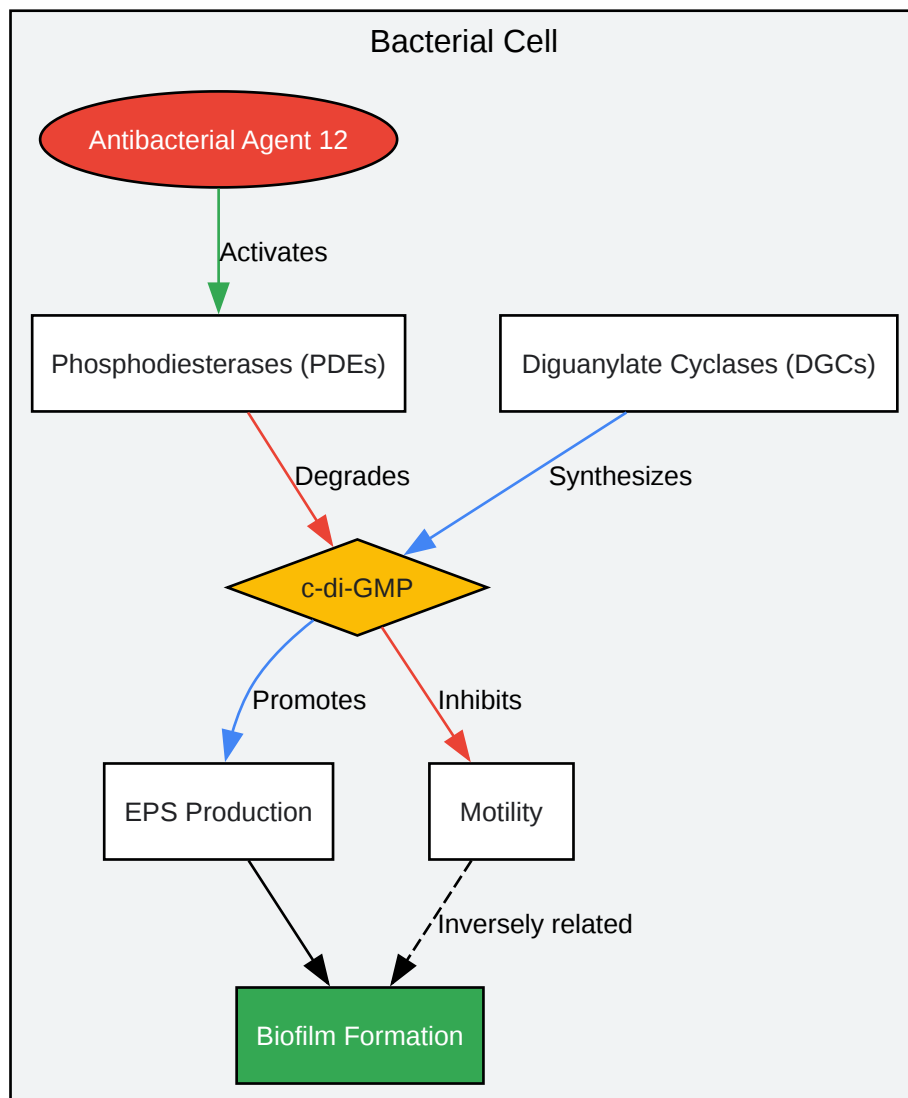 Bacterial Cell
Antibacterial Agent 12
Activates
Phosphodiesterases (PDEs)
Diguanylate Cyclases (DGCs)
Degrades
Synthesizes
c-di-GMP
Promotes
Inhibits
EPS Production
Motility
Inversely related
Biofilm Formation